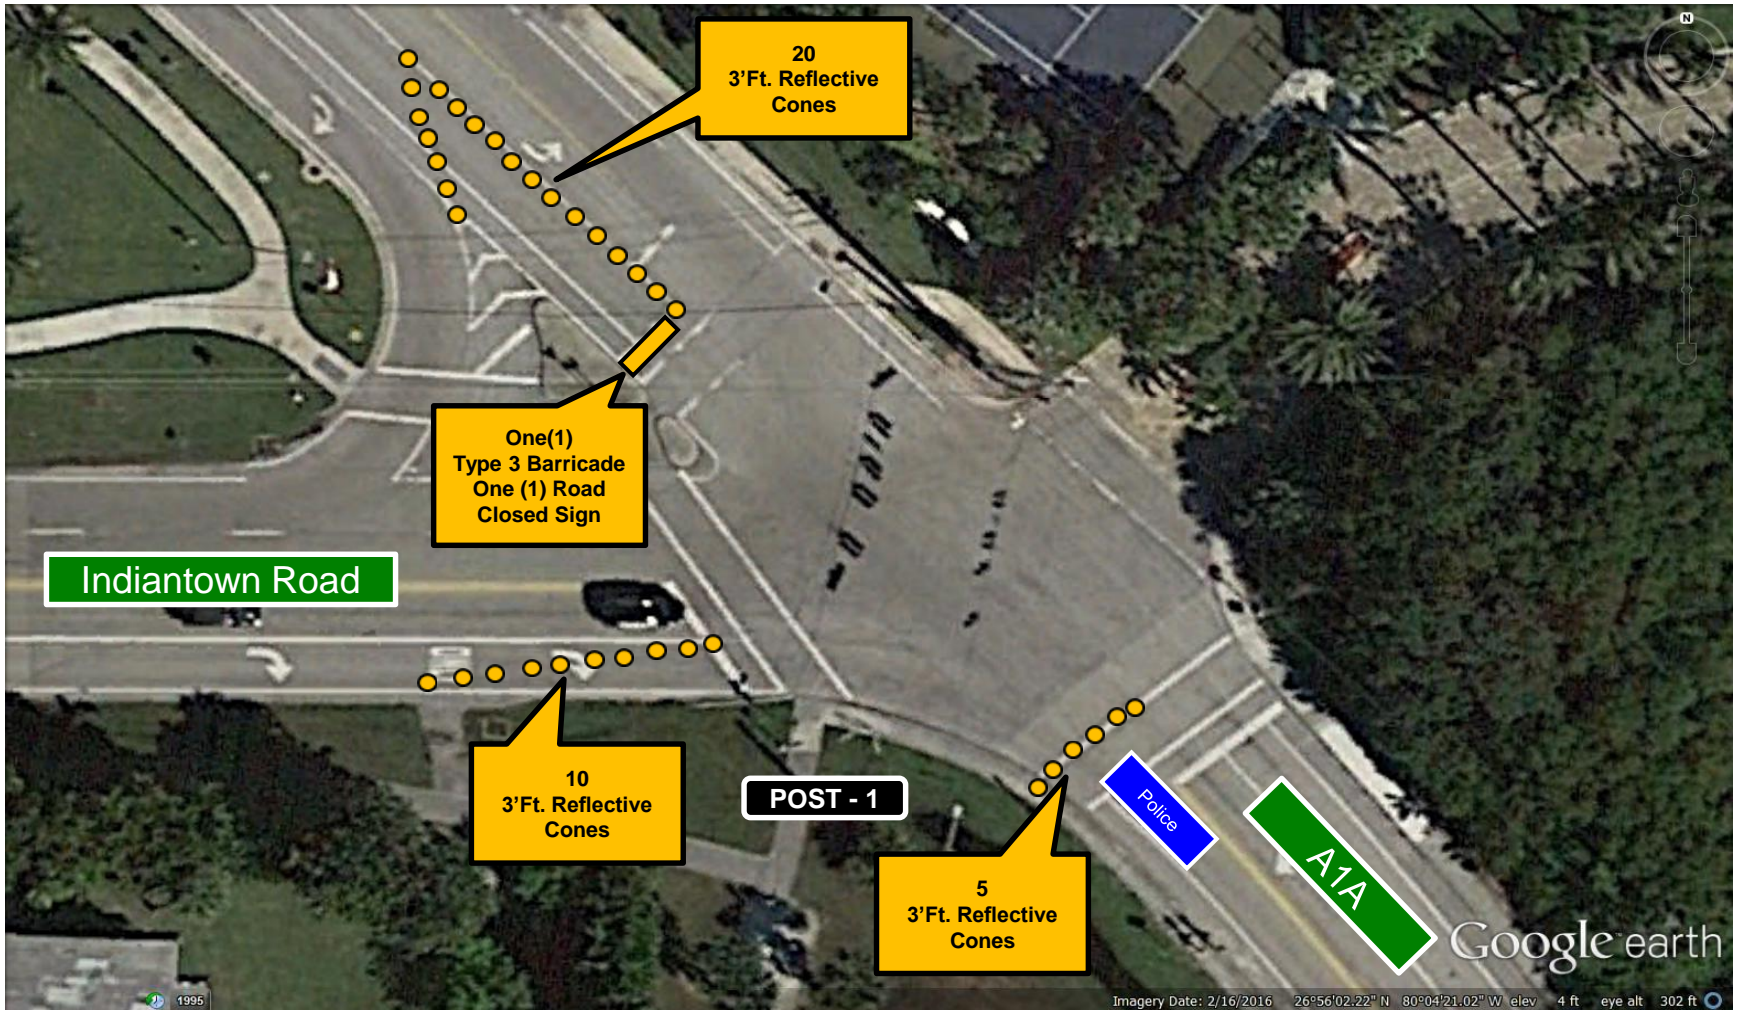 N
20
3'Ft. Reflective
Cones
One(1)
Type 3 Barricade
One (1) Road
Closed Sign
Indiantown Road
10
3'Ft. Reflective
Cones
POST - 1
Police
5
3'Ft. Reflective
Cones
A1A
Google earth
1995
Imagery Date: 2/16/2016 26°56'02.22" N 80°04'21.02" W elev 4 ft eye alt 302 ft